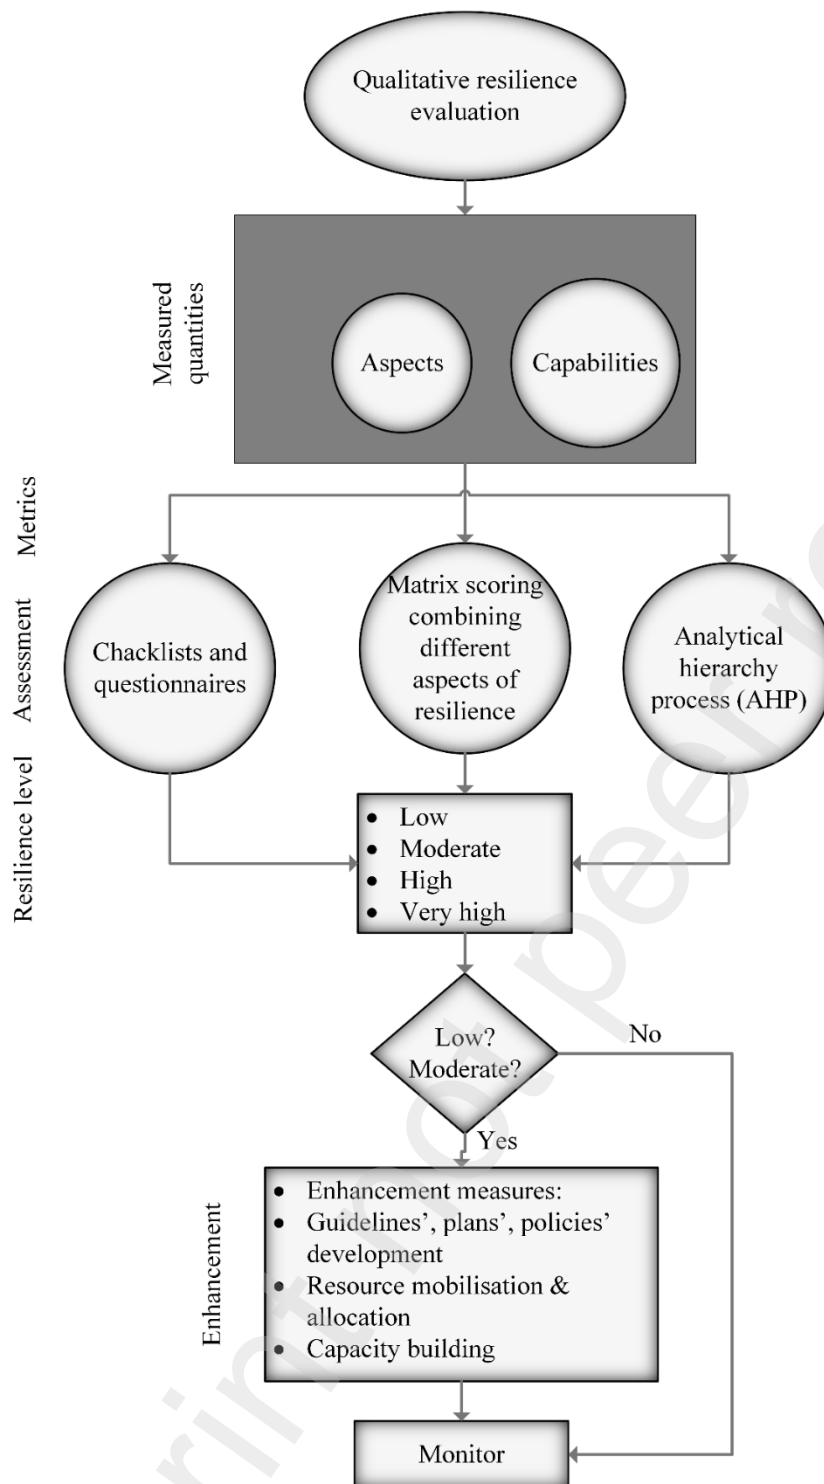 Qualitative resilience
evaluation
Measured
quantities
Aspects
Capabilities
Metrics
Assessment
Chacklists and
questionnaires
Matrix scoring
combining
different
aspects of
resilience
Analytical
hierarchy
process (AHP)
Resilience level
• Low
• Moderate
• High
• Very high
Low?
Moderate?
No
Yes
Enhancement
• Enhancement measures:
• Guidelines’, plans’, policies’
development
• Resource mobilisation &
allocation
• Capacity building
Monitor
not peer